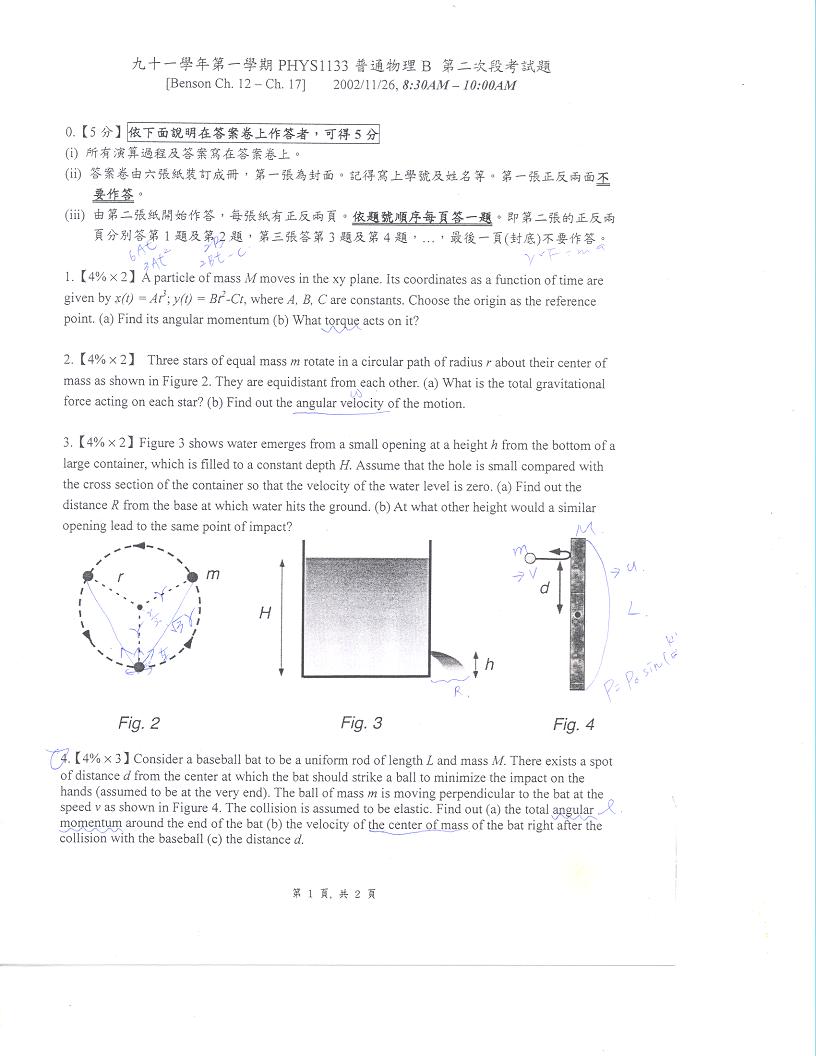 九十一學年第一學期 PHYS1133 普通物理 B 第二次段考試題
[Benson Ch. 12 – Ch. 17] 2002/11/26, 8:30AM – 10:00AM
0.【5 分】依下面說明在答案卷上作答者，可得 5 分
(i) 所有演算過程及答案寫在答案卷上。
(ii) 答案卷由六張紙裝訂成冊，第一張為封面。記得寫上學號及姓名等。第一張正反兩面不
要作答。
(iii) 由第二張紙開始作答，每張紙有正反兩頁。依題號順序每頁答一題。即第二張的正反兩
頁分別答第 1 題及第 2 題，第三張答第 3 題及第 4 題，…，最後一頁(封底)不要作答。
6At 2B
3At² 2Bt-C
1.【4% × 2】A particle of mass M moves in the xy plane. Its coordinates as a function of time are
given by x(t) = At³; y(t) = Bt²-Ct, where A, B, C are constants. Choose the origin as the reference
point. (a) Find its angular momentum (b) What torque acts on it?
2.【4% × 2】 Three stars of equal mass m rotate in a circular path of radius r about their center of
mass as shown in Figure 2. They are equidistant from each other. (a) What is the total gravitational
force acting on each star? (b) Find out the angular velocity of the motion.
3.【4% × 2】Figure 3 shows water emerges from a small opening at a height h from the bottom of a
large container, which is filled to a constant depth H. Assume that the hole is small compared with
the cross section of the container so that the velocity of the water level is zero. (a) Find out the
distance R from the base at which water hits the ground. (b) At what other height would a similar
opening lead to the same point of impact?
r m
H
h
R.
M.
m
→ V
d
→ u.
L.
Fig. 2 Fig. 3 Fig. 4
4.【4% × 3】Consider a baseball bat to be a uniform rod of length L and mass M. There exists a spot
of distance d from the center at which the bat should strike a ball to minimize the impact on the
hands (assumed to be at the very end). The ball of mass m is moving perpendicular to the bat at the
speed v as shown in Figure 4. The collision is assumed to be elastic. Find out (a) the total angular
momentum around the end of the bat (b) the velocity of the center of mass of the bat right after the
collision with the baseball (c) the distance d.
第 1 頁, 共 2 頁